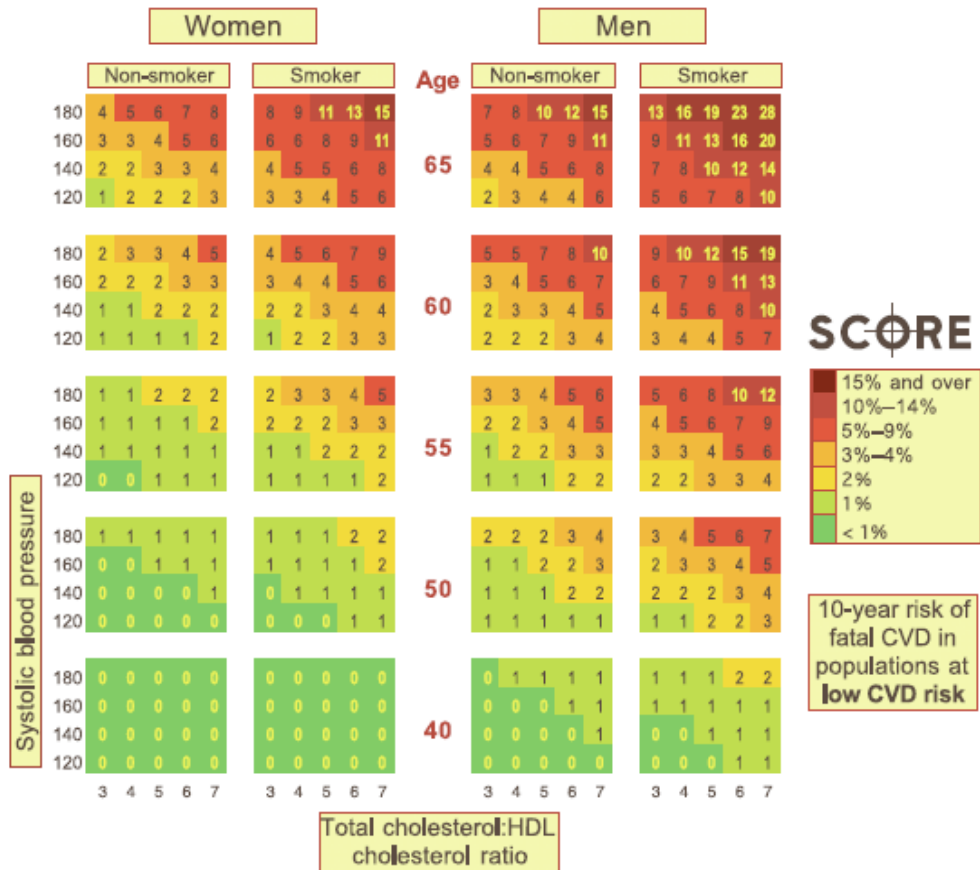 Women Men
Non-smoker Smoker Age Non-smoker Smoker
180 4 5 6 7 8 8 9 11 13 15 7 8 10 12 15 13 16 19 23 28
160 3 3 4 5 6 6 6 8 9 11 5 6 7 9 11 9 11 13 16 20
65
140 2 2 3 3 4 4 5 5 6 8 4 4 5 6 8 7 8 10 12 14
120 1 2 2 2 3 3 3 4 5 6 2 3 4 4 6 5 6 7 8 10
180 2 3 3 4 5 4 5 6 7 9 5 5 7 8 10 9 10 12 15 19
160 2 2 2 3 3 3 4 4 5 6 3 4 5 6 7 6 7 9 11 13
60
140 1 1 2 2 2 2 2 3 4 4 2 3 3 4 5 4 5 6 8 10
120 1 1 1 1 2 1 2 2 3 3 2 2 2 3 4 3 4 4 5 7
180 1 1 2 2 2 2 3 3 4 5 3 3 4 5 6 5 6 8 10 12
160 1 1 1 1 2 2 2 2 3 3 2 2 3 4 5 4 5 6 7 9
55
140 1 1 1 1 1 1 1 2 2 2 1 2 2 3 3 3 3 4 5 6
120 0 0 1 1 1 1 1 1 1 2 1 1 1 2 2 2 2 3 3 4
180 1 1 1 1 1 1 1 1 2 2 2 2 2 3 4 3 4 5 6 7
160 0 0 1 1 1 1 1 1 1 2 1 1 2 2 3 2 3 3 4 5
50
140 0 0 0 0 1 0 1 1 1 1 1 1 1 2 2 2 2 2 3 4
120 0 0 0 0 0 0 0 0 1 1 1 1 1 1 1 1 1 2 2 3
180 0 0 0 0 0 0 0 0 0 0 0 1 1 1 1 1 1 1 2 2
160 0 0 0 0 0 0 0 0 0 0 0 0 0 1 1 1 1 1 1 1
40
140 0 0 0 0 0 0 0 0 0 0 0 0 0 0 1 0 0 1 1 1
120 0 0 0 0 0 0 0 0 0 0 0 0 0 0 0 0 0 0 1 1
3 4 5 6 7 3 4 5 6 7 3 4 5 6 7 3 4 5 6 7
Systolic blood pressure
Total cholesterol:HDL
cholesterol ratio
SCORE
15% and over
10%–14%
5%–9%
3%–4%
2%
1%
< 1%
10-year risk of
fatal CVD in
populations at
low CVD risk